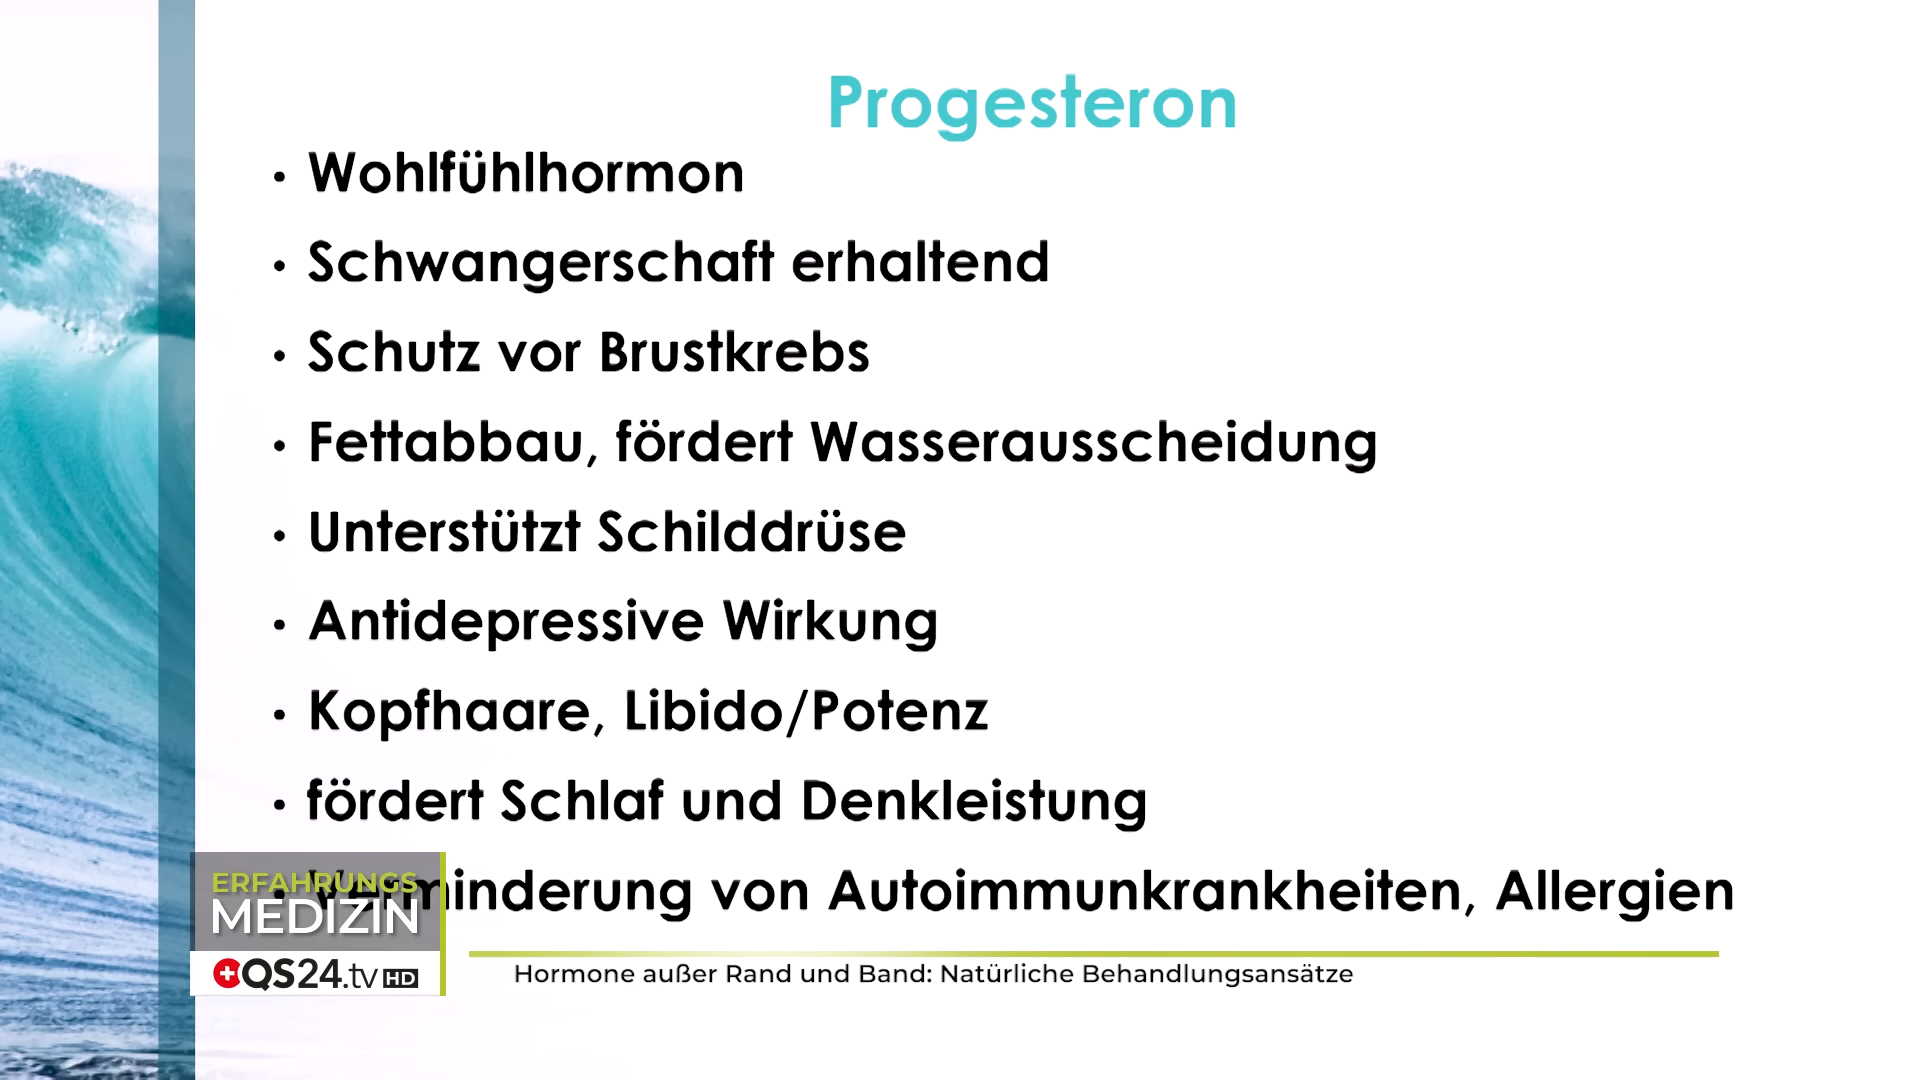 Progesteron
• Wohlfühlhormon
• Schwangerschaft erhaltend
• Schutz vor Brustkrebs
• Fettabbau, fördert Wasserausscheidung
• Unterstützt Schilddrüse
• Antidepressive Wirkung
• Kopfhaare, Libido/Potenz
• fördert Schlaf und Denkleistung
• Verminderung von Autoimmunkrankheiten, Allergien
ERFAHRUNGS
MEDIZIN
QS24.tv HD
Hormone außer Rand und Band: Natürliche Behandlungsansätze